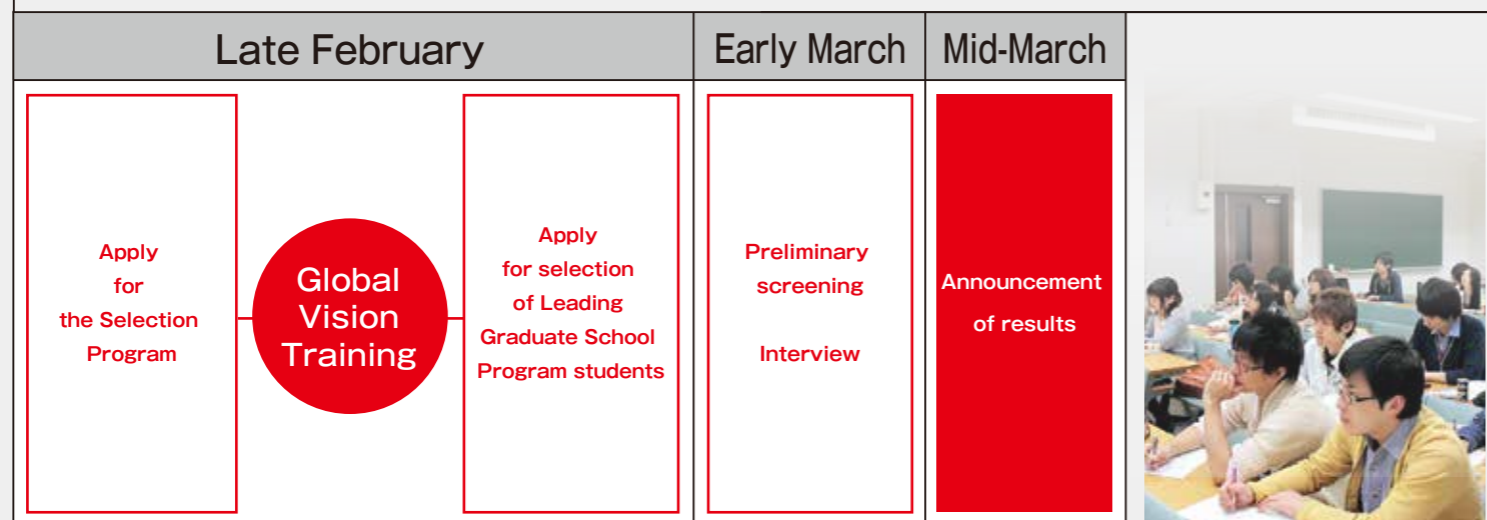 Late February
Early March
Mid-March
Apply
for
the Selection
Program
Global
Vision
Training
Apply
for selection
of Leading
Graduate School
Program students
Preliminary
screening
Interview
Announcement
of results